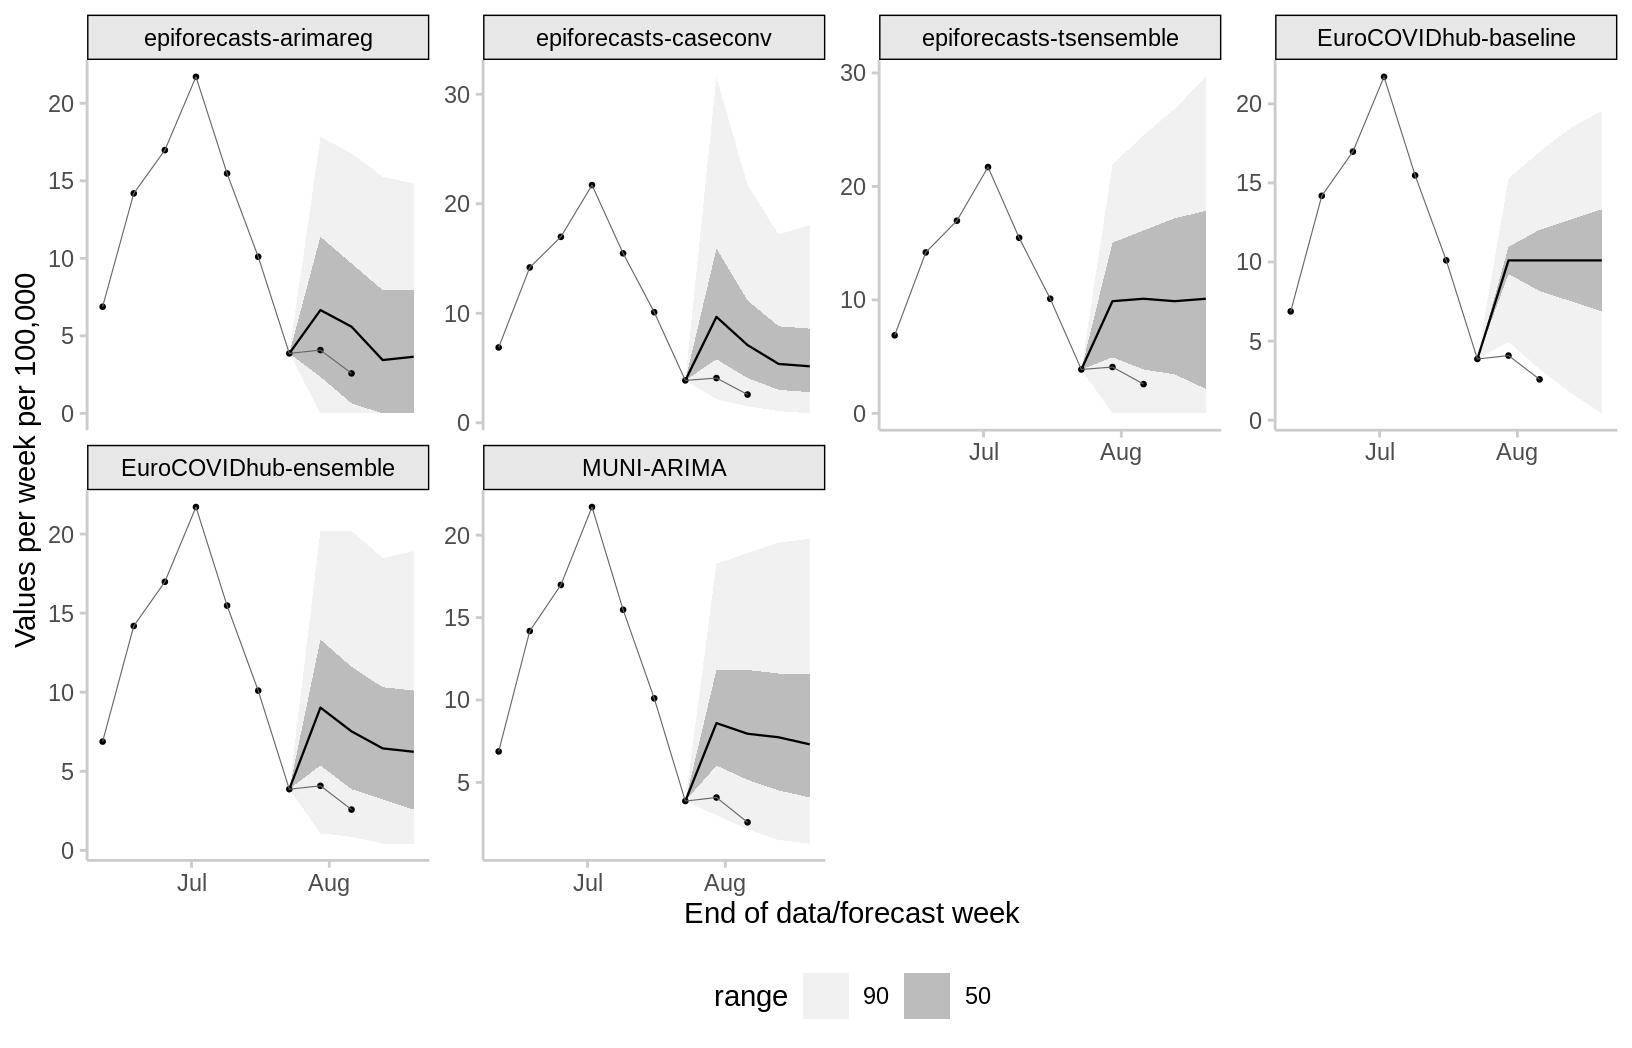 epiforecasts-arimareg
epiforecasts-caseconv
epiforecasts-tsensemble
EuroCOVIDhub-baseline
20
15
10
5
0
30
20
10
0
30
20
10
0
Jul
Aug
20
15
10
5
0
Jul
Aug
Values per week per 100,000
EuroCOVIDhub-ensemble
MUNI-ARIMA
20
15
10
5
0
Jul
Aug
20
15
10
5
Jul
Aug
End of data/forecast week
range 90 50